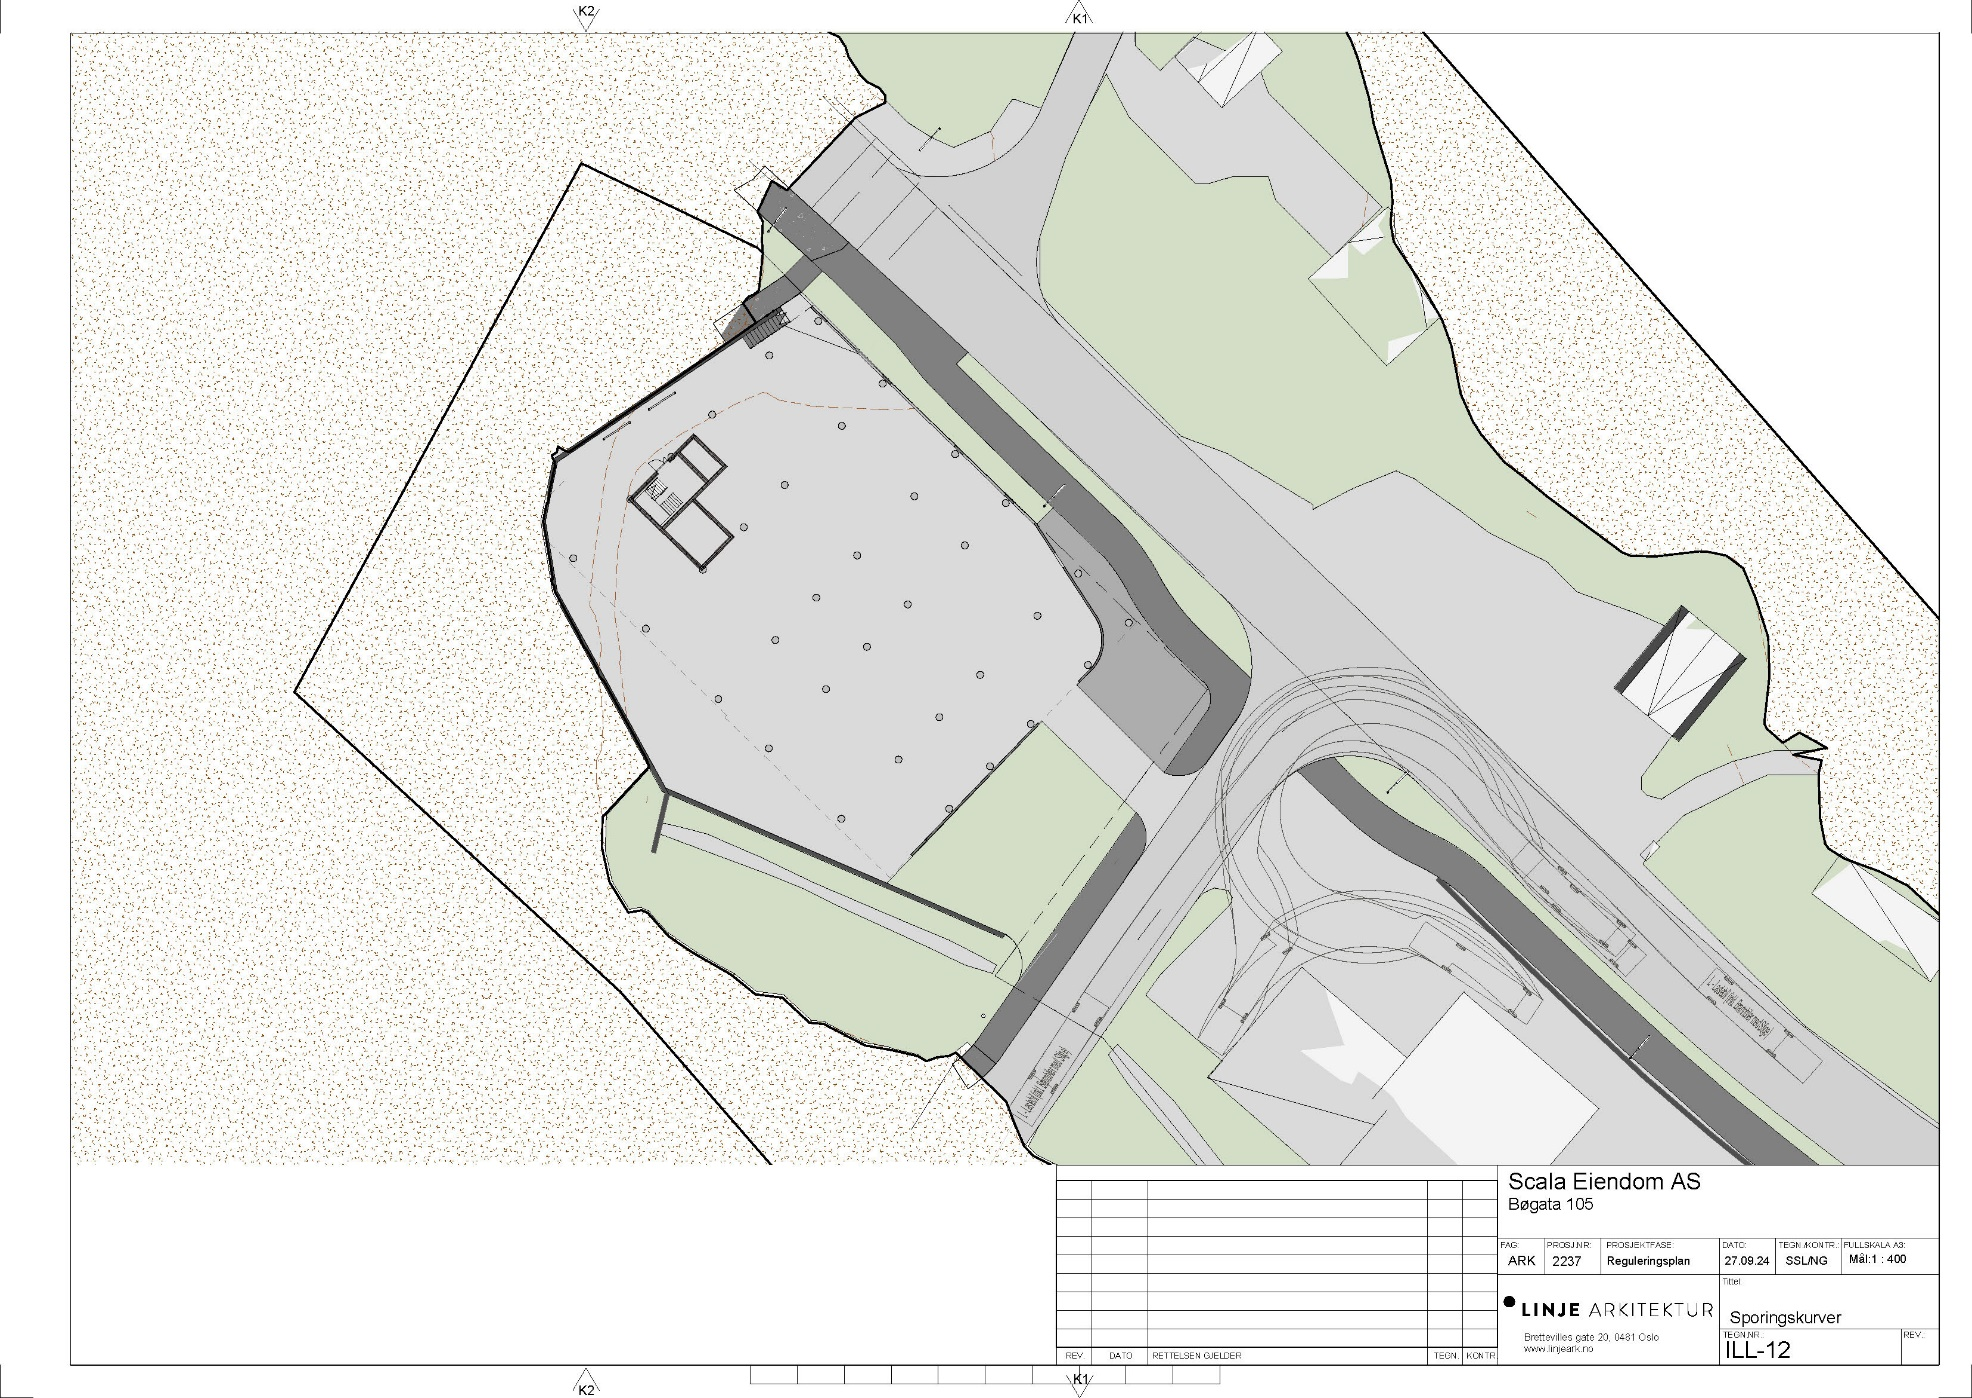 K2
K1
Scala Eiendom AS
Bøgata 105
FAG:
PROSJ.NR:
PROSJEKTFASE:
DATO:
TEGN./KONTR.:
FULLSKALA A3:
ARK
2237
Reguleringsplan
27.09.24
SSL/NG
Mål:1 : 400
Tittel
LINJE ARKITEKTUR
Sporingskurver
Brettevilles gate 20, 0481 Oslo
www.linjeark.no
TEGN.NR.:
REV.:
ILL-12
REV.
DATO
RETTELSEN GJELDER
TEGN.
KONTR
K2
K1